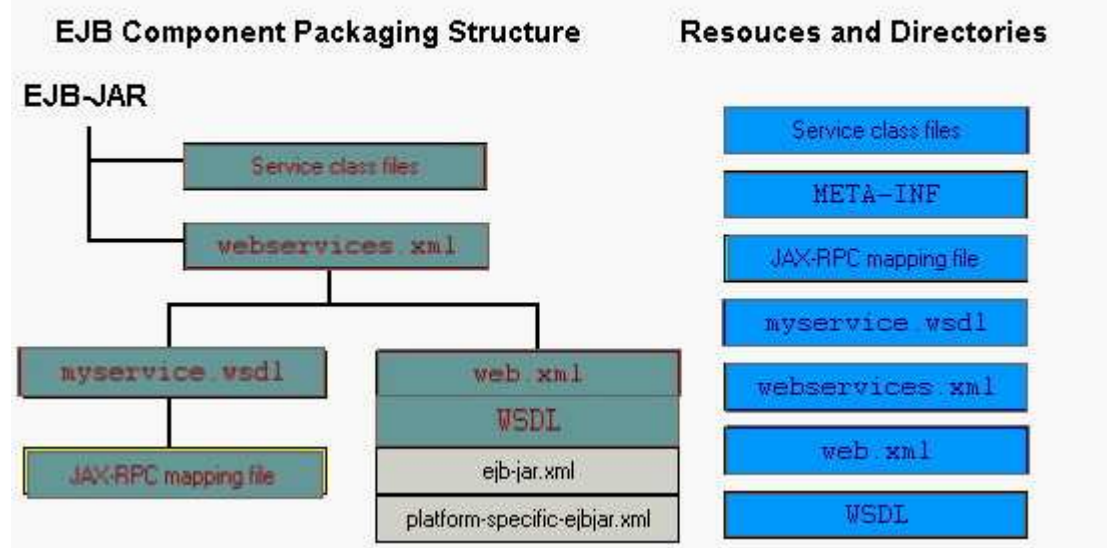 EJB Component Packaging Structure
Resouces and Directories
EJB-JAR
Service class files
webservices.xml
myservice.wsdl
web.xml
WSDL
JAX-RPC mapping file
ejb-jar.xml
platform-specific-ejbjar.xml
Service class files
META-INF
JAX-RPC mapping file
myservice.wsdl
webservices.xml
web.xml
WSDL